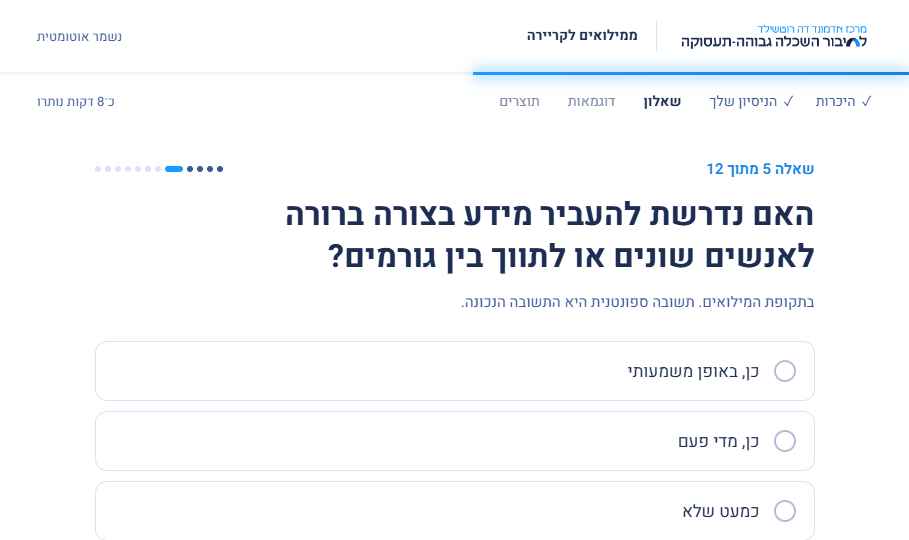 מרכז אדמונד דה רוטשילד
לחיבור השכלה גבוהה-תעסוקה
ממילואים לקריירה
נשמר אוטומטית
✓ היכרות ✓ הניסיון שלך שאלון דוגמאות תוצרים
כ־8 דקות נותרו
שאלה 5 מתוך 12
האם נדרשת להעביר מידע בצורה ברורה
לאנשים שונים או לתווך בין גורמים?
בתקופת המילואים. תשובה ספונטנית היא התשובה הנכונה.
כן, באופן משמעותי
כן, מדי פעם
כמעט שלא